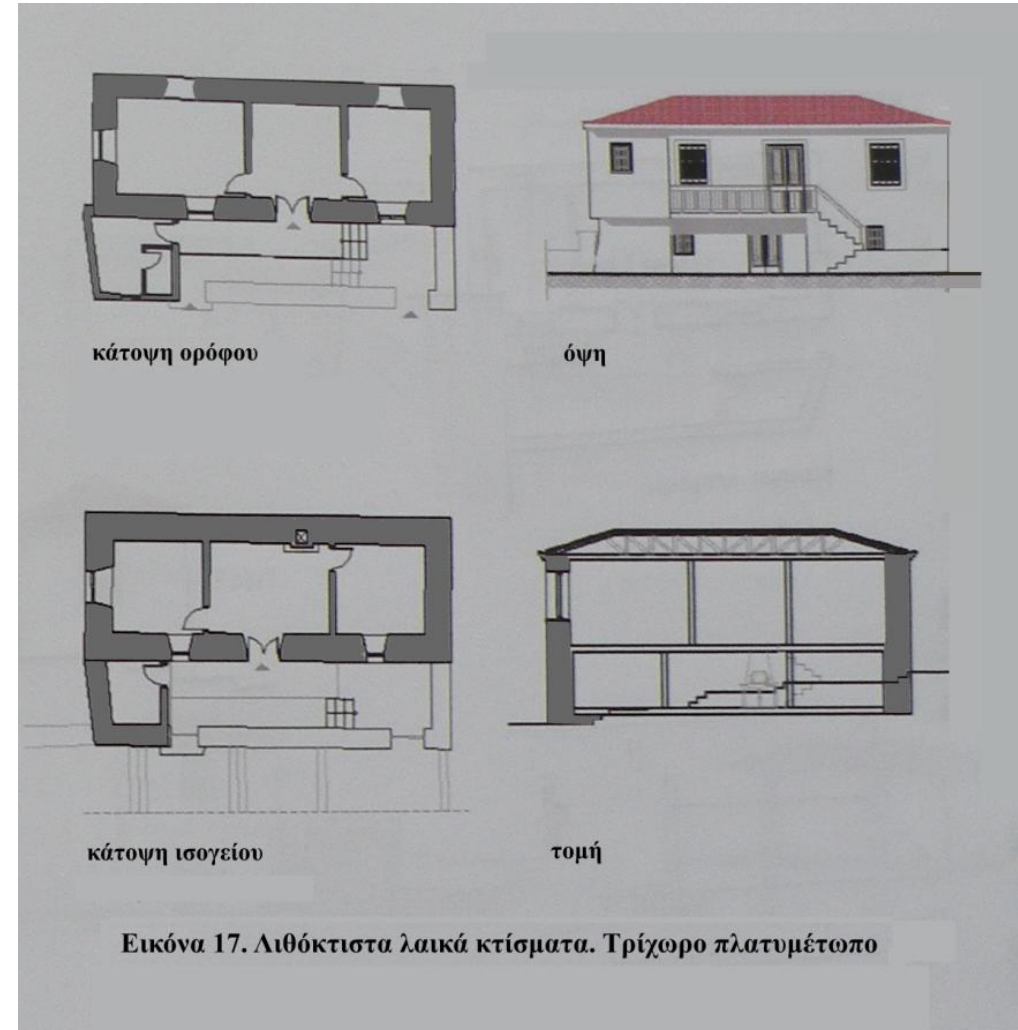 κάτοψη ορόφου
όψη
κάτοψη ισογείου
τομή
Εικόνα 17. Λιθόκτιστα λαικά κτίσματα. Τρίχωρο πλατυμέτωπο